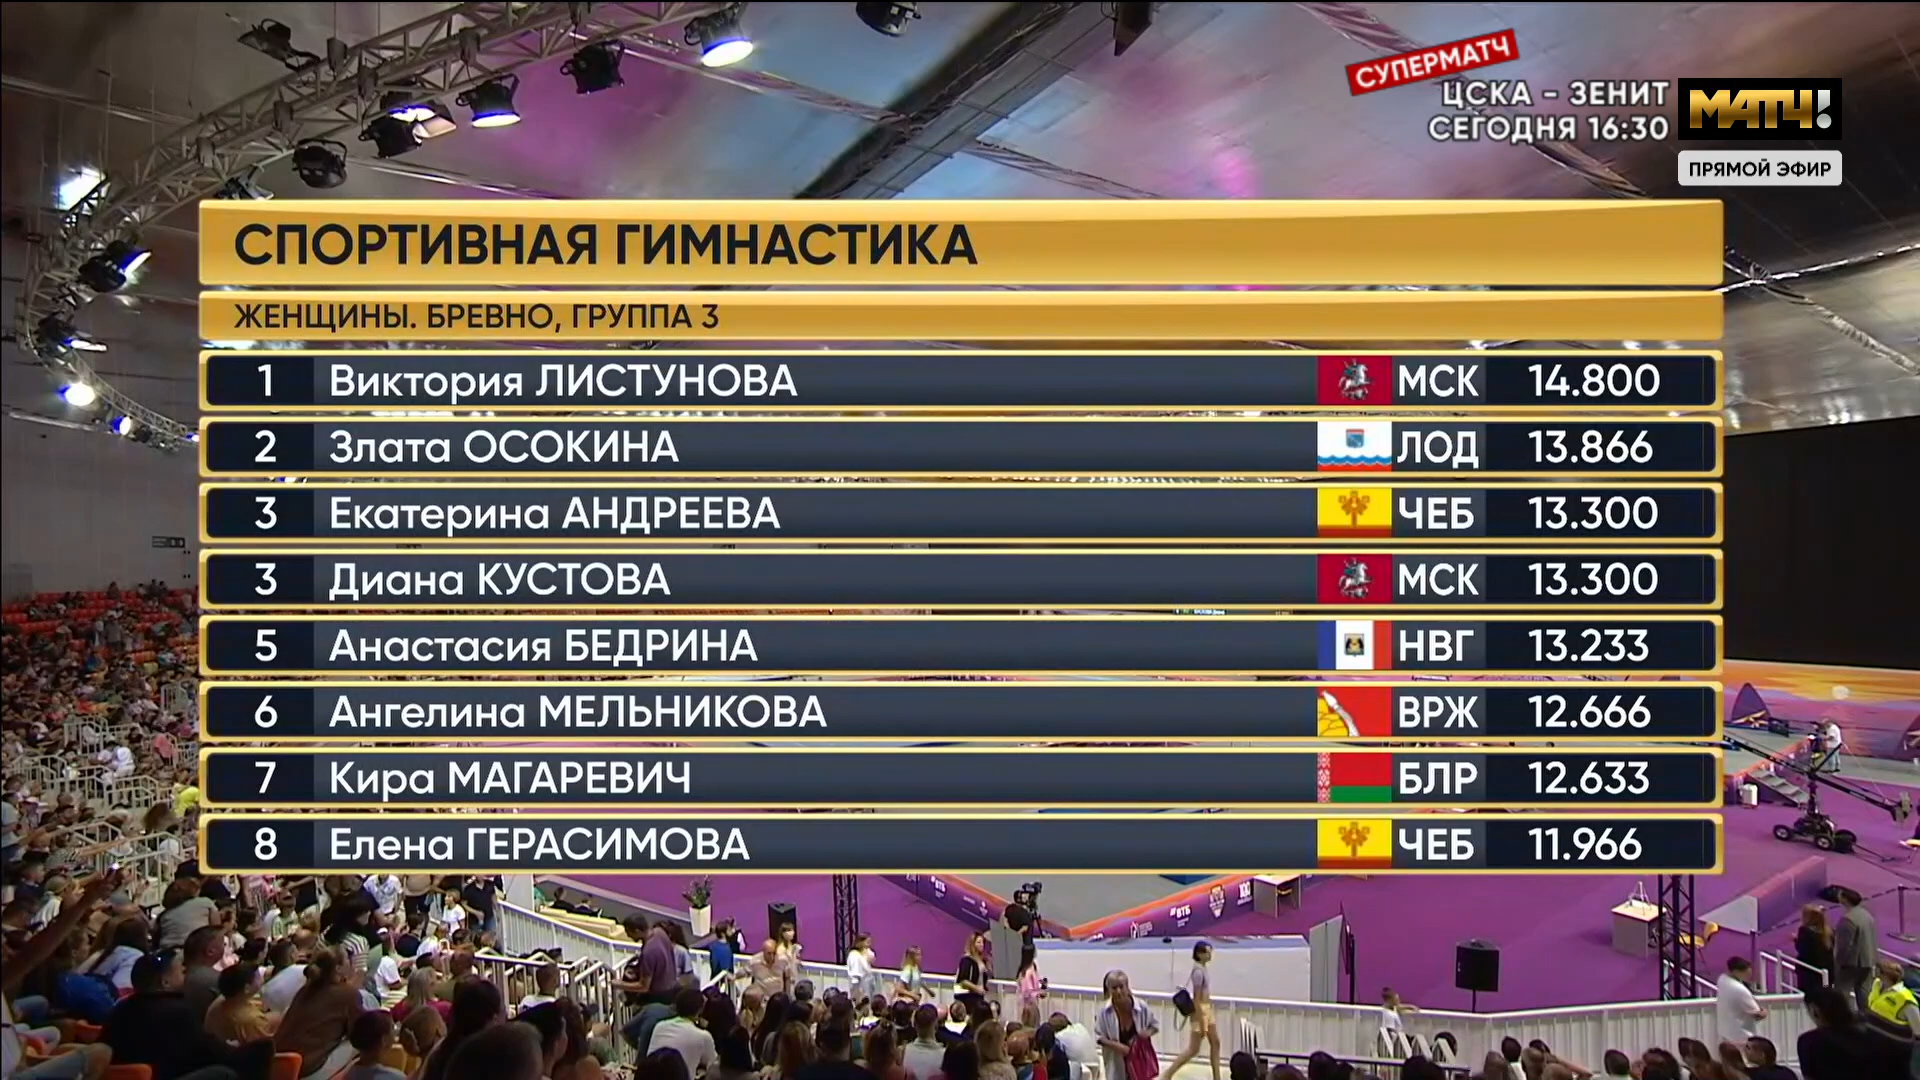 СУПЕРМАТЧ
ЦСКА - ЗЕНИТ
СЕГОДНЯ 16:30
МАТЧ!
ПРЯМОЙ ЭФИР
СПОРТИВНАЯ ГИМНАСТИКА
ЖЕНЩИНЫ. БРЕВНО, ГРУППА 3
1 Виктория ЛИСТУНОВА МСК 14.800
2 Злата ОСОКИНА ЛОД 13.866
3 Екатерина АНДРЕЕВА ЧЕБ 13.300
3 Диана КУСТОВА МСК 13.300
5 Анастасия БЕДРИНА НВГ 13.233
6 Ангелина МЕЛЬНИКОВА ВРЖ 12.666
7 Кира МАГАРЕВИЧ БЛР 12.633
8 Елена ГЕРАСИМОВА ЧЕБ 11.966
ВТБ